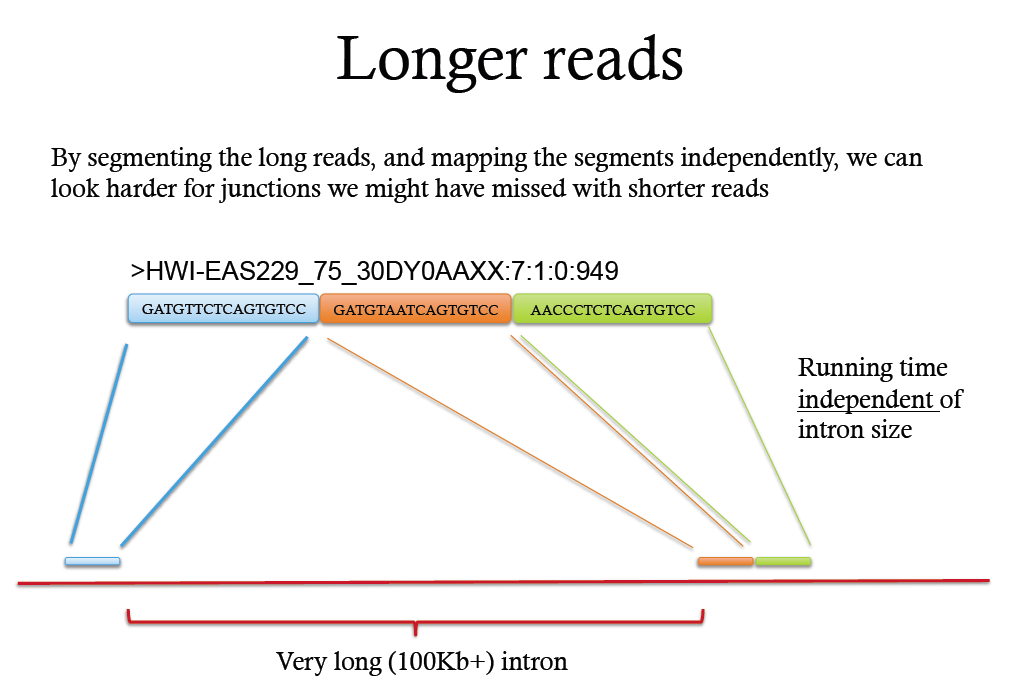 Longer reads
By segmenting the long reads, and mapping the segments independently, we can
look harder for junctions we might have missed with shorter reads
>HWI-EAS229_75_30DY0AAXX:7:1:0:949
GATGTTCTCAGTGTCC GATGTAATCAGTGTCC AACCCTCTCAGTGTCC
Running time
independent of
intron size
Very long (100Kb+) intron